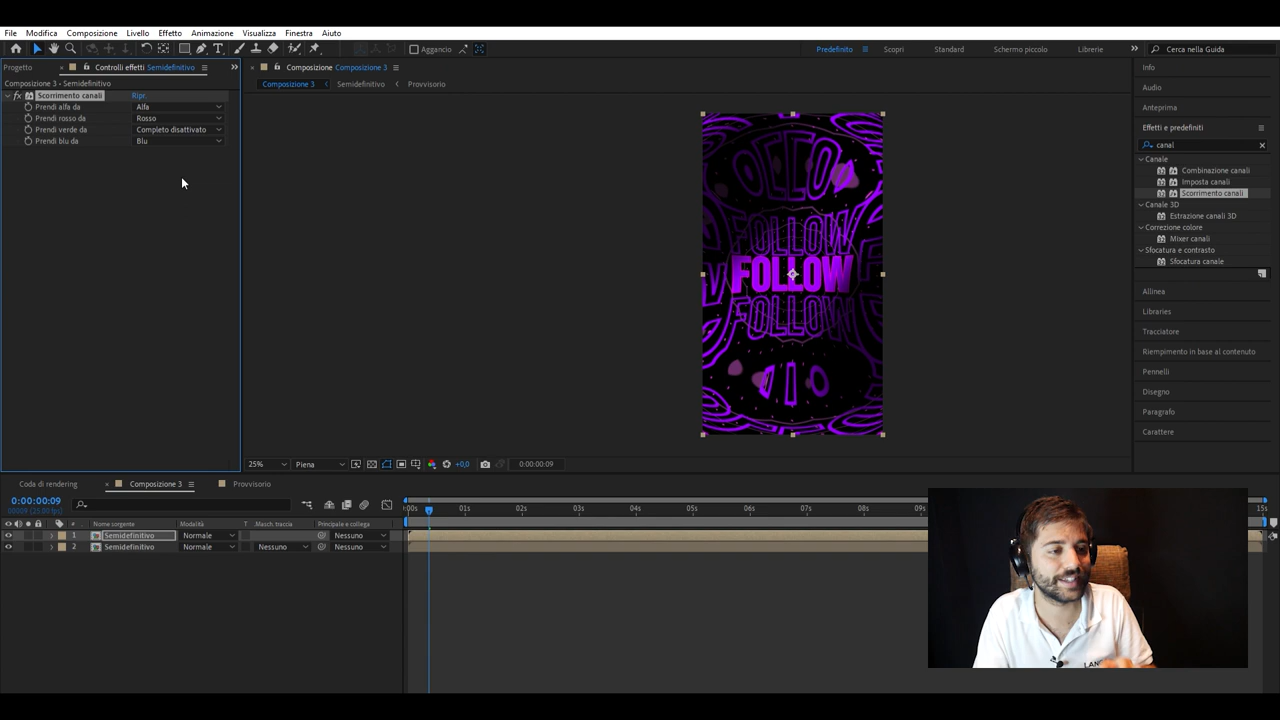 File Modifica Composizione Livello Effetto Animazione Visualizza Finestra Aiuto
Aggancio Predefinito Scopri Standard Schermo piccolo Librerie Cerca nella Guida
Progetto Controlli effetti Semidefinitivo
Composizione 3 - Semidefinitivo
fx Scorrimento canali Ripr.
Prendi alfa da Alfa
Prendi rosso da Rosso
Prendi verde da Completo disattivato
Prendi blu da Blu
Composizione Composizione 3
Composizione 3 Semidefinitivo Provvisorio
FOLLOW
FOLLOW
FOLLOW
25% Piena +0,0 0:00:00:09
Info
Audio
Anteprima
Effetti e predefiniti
canal
Canale
Combinazione canali
Imposta canali
Scorrimento canali
Canale 3D
Estrazione canali 3D
Correzione colore
Mixer canali
Sfocatura e contrasto
Sfocatura canale
Allinea
Libraries
Tracciatore
Riempimento in base al contenuto
Pennelli
Disegno
Paragrafo
Carattere
Coda di rendering Composizione 3 Provvisorio
0:00:00:09
:00s 01s 02s 03s 04s 05s 06s 07s 08s 09s 15s
# Nome sorgente Modalità T Masch. traccia Principale e collega
1 Semidefinitivo Normale Nessuno
2 Semidefinitivo Normale Nessuno Nessuno